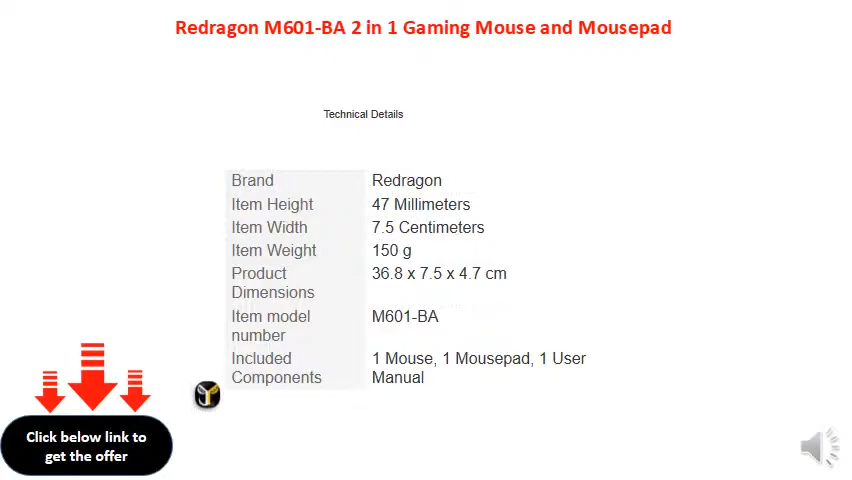 Redragon M601-BA 2 in 1 Gaming Mouse and Mousepad
Technical Details
Brand Redragon
Item Height 47 Millimeters
Item Width 7.5 Centimeters
Item Weight 150 g
Product 36.8 x 7.5 x 4.7 cm
Dimensions
Item model M601-BA
number
Included 1 Mouse, 1 Mousepad, 1 User
Components Manual
Click below link to
get the offer